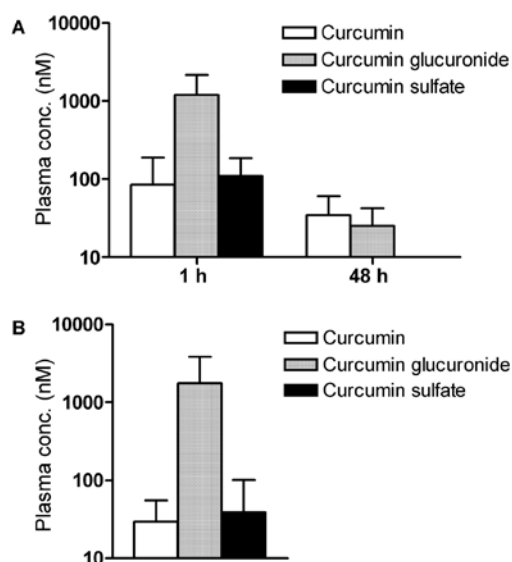 A
Plasma conc. (nM)
10000
1000
100
10
Curcumin
Curcumin glucuronide
Curcumin sulfate
1 h
48 h
B
Plasma conc. (nM)
10000
1000
100
10
Curcumin
Curcumin glucuronide
Curcumin sulfate